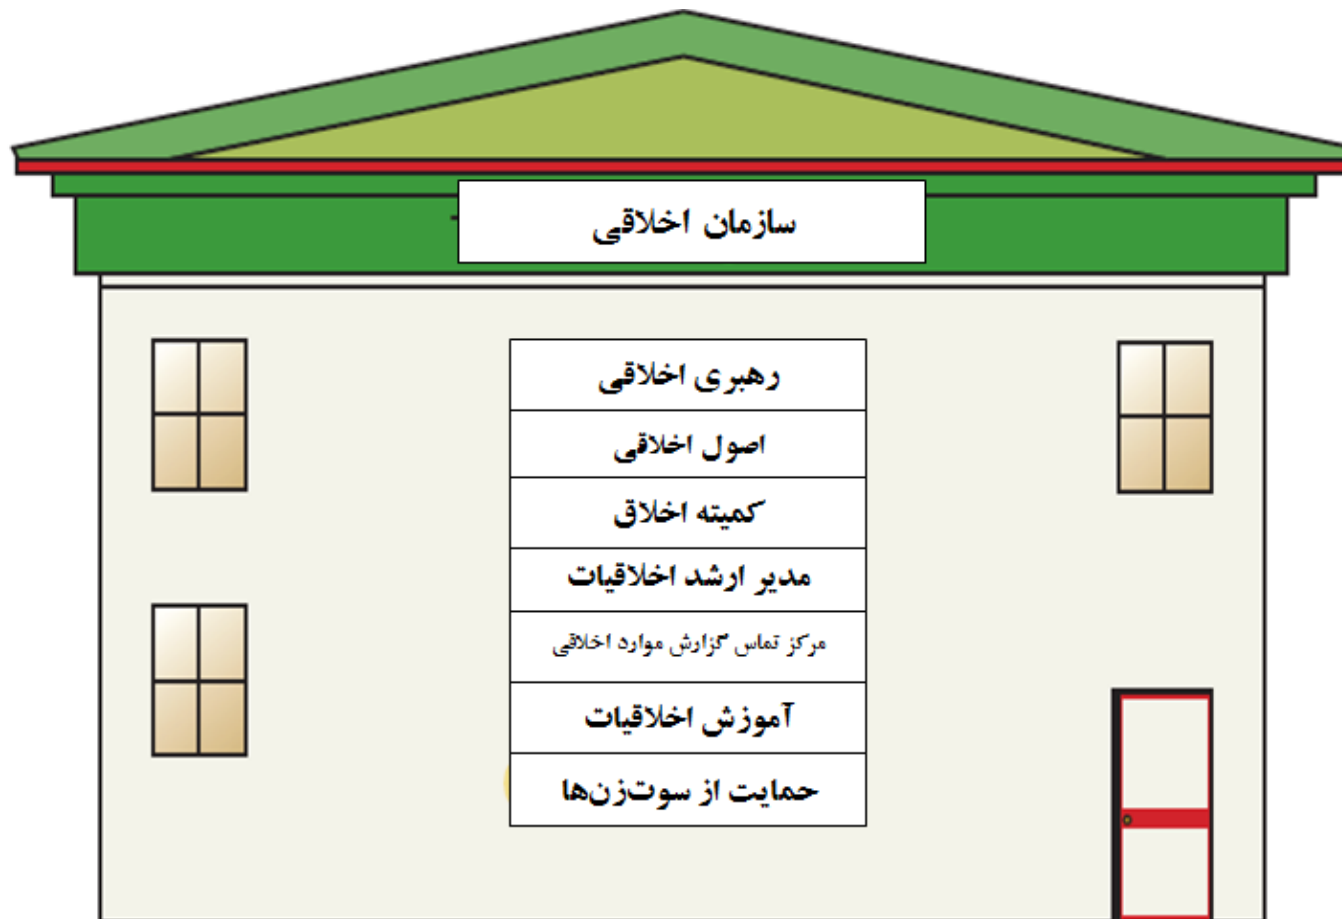 سازمان اخلاقی
رهبری اخلاقی
اصول اخلاقی
کمیته اخلاق
مدیر ارشد اخلاقیات
مرکز تماس گزارش موارد اخلاقی
آموزش اخلاقیات
حمایت از سوت‌زن‌ها